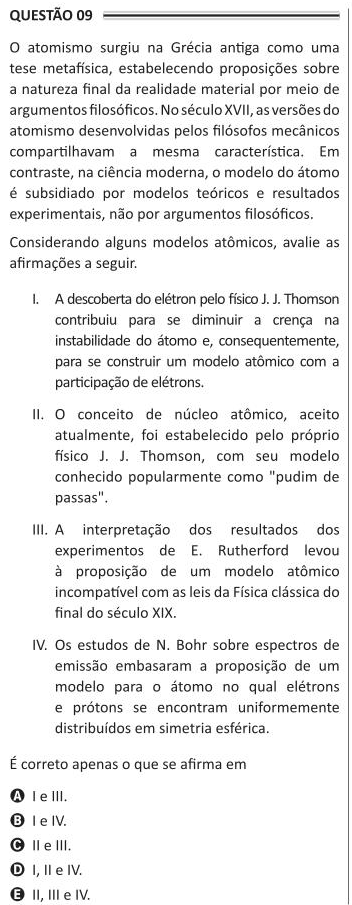 QUESTÃO 09
O atomismo surgiu na Grécia antiga como uma
tese metafísica, estabelecendo proposições sobre
a natureza final da realidade material por meio de
argumentos filosóficos. No século XVII, as versões do
atomismo desenvolvidas pelos filósofos mecânicos
compartilhavam a mesma característica. Em
contraste, na ciência moderna, o modelo do átomo
é subsidiado por modelos teóricos e resultados
experimentais, não por argumentos filosóficos.
Considerando alguns modelos atômicos, avalie as
afirmações a seguir.
I. A descoberta do elétron pelo físico J. J. Thomson
contribuiu para se diminuir a crença na
instabilidade do átomo e, consequentemente,
para se construir um modelo atômico com a
participação de elétrons.
II. O conceito de núcleo atômico, aceito
atualmente, foi estabelecido pelo próprio
físico J. J. Thomson, com seu modelo
conhecido popularmente como "pudim de
passas".
III. A interpretação dos resultados dos
experimentos de E. Rutherford levou
à proposição de um modelo atômico
incompatível com as leis da Física clássica do
final do século XIX.
IV. Os estudos de N. Bohr sobre espectros de
emissão embasaram a proposição de um
modelo para o átomo no qual elétrons
e prótons se encontram uniformemente
distribuídos em simetria esférica.
É correto apenas o que se afirma em
A I e III.
B I e IV.
C II e III.
D I, II e IV.
E II, III e IV.